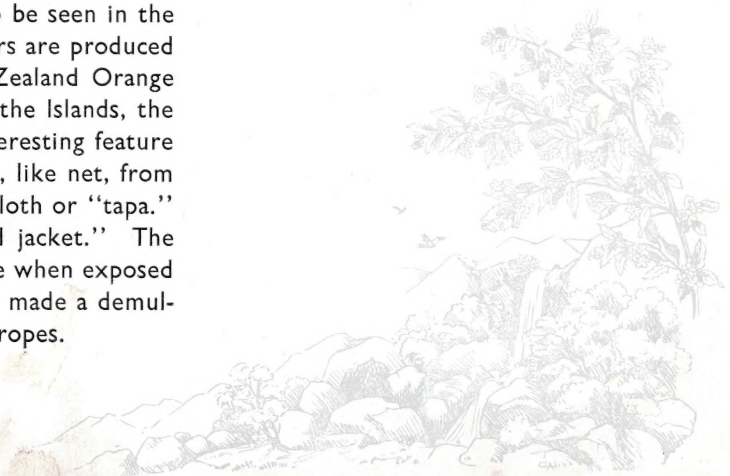 be seen in the
rs are produced
Zealand Orange
the Islands, the
eresting feature
, like net, from
loth or “tapa.”
l jacket.” The
e when exposed
made a demul-
ropes.